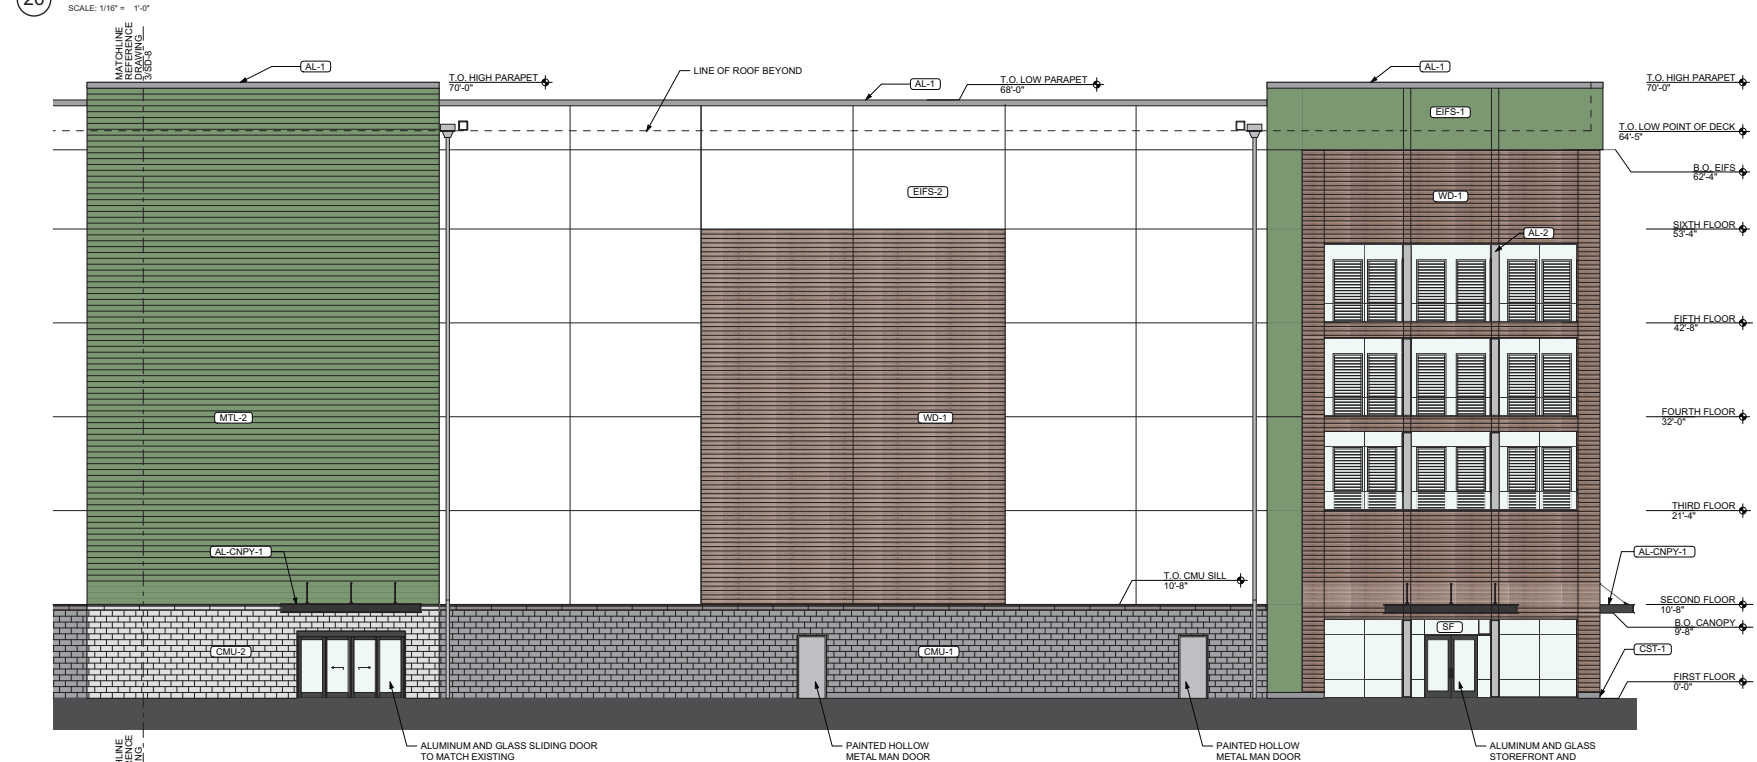 20
SCALE: 1/16" = 1'-0"
MATCHLINE
REFERENCE
DRAWING
3/SD-8
AL-1
T.O. HIGH PARAPET
70'-0"
LINE OF ROOF BEYOND
AL-1
T.O. LOW PARAPET
68'-0"
AL-1
T.O. HIGH PARAPET
70'-0"
EIFS-1
T.O. LOW POINT OF DECK
64'-5"
B.O. EIFS
62'-4"
EIFS-2
WD-1
SIXTH FLOOR
53'-4"
AL-2
FIFTH FLOOR
42'-8"
MTL-2
WD-1
FOURTH FLOOR
32'-0"
THIRD FLOOR
21'-4"
AL-CNPY-1
AL-CNPY-1
T.O. CMU SILL
10'-8"
SECOND FLOOR
10'-8"
B.O. CANOPY
9'-8"
SF
CMU-2
CMU-1
CST-1
FIRST FLOOR
0'-0"
ALUMINUM AND GLASS SLIDING DOOR
TO MATCH EXISTING
PAINTED HOLLOW
METAL MAN DOOR
PAINTED HOLLOW
METAL MAN DOOR
ALUMINUM AND GLASS
STOREFRONT AND